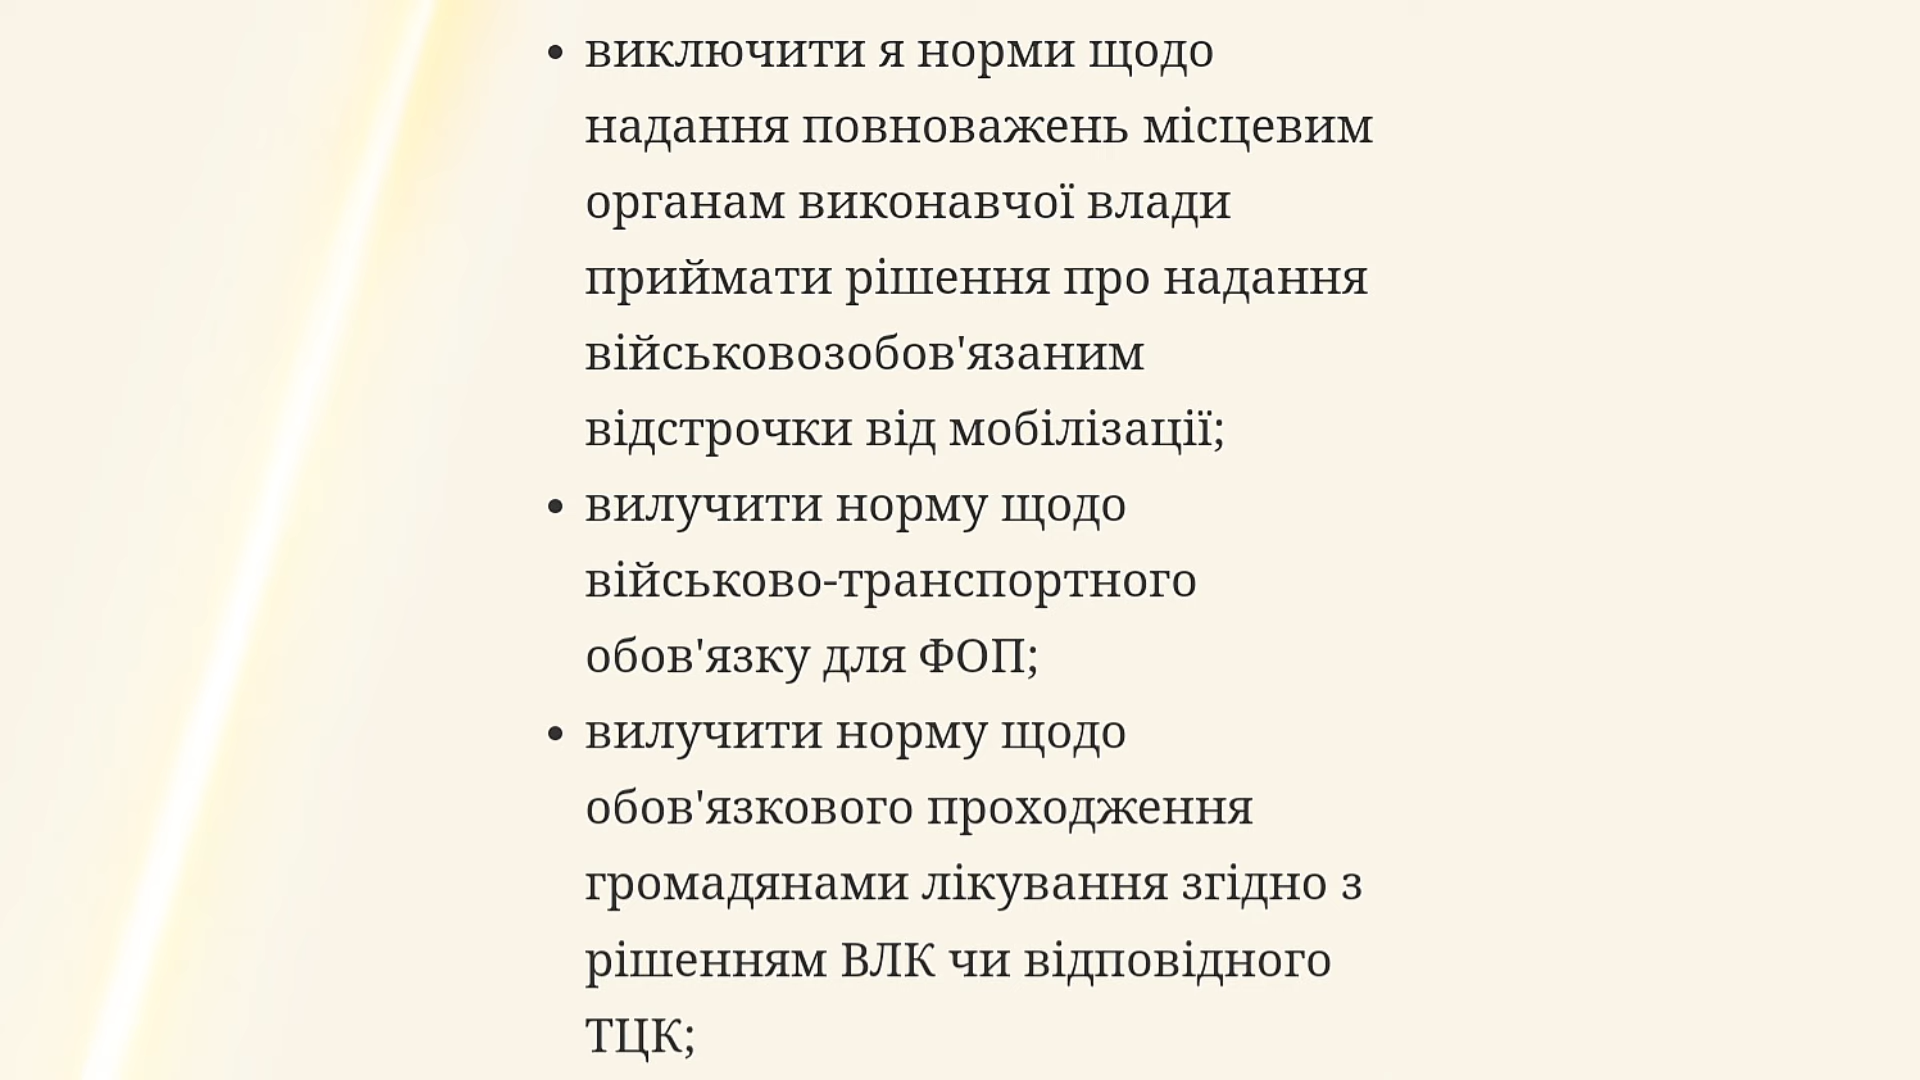 • виключити я норми щодо
надання повноважень місцевим
органам виконавчої влади
приймати рішення про надання
військовозобов'язаним
відстрочки від мобілізації;
• вилучити норму щодо
військово-транспортного
обов'язку для ФОП;
• вилучити норму щодо
обов'язкового проходження
громадянами лікування згідно з
рішенням ВЛК чи відповідного
ТЦК;